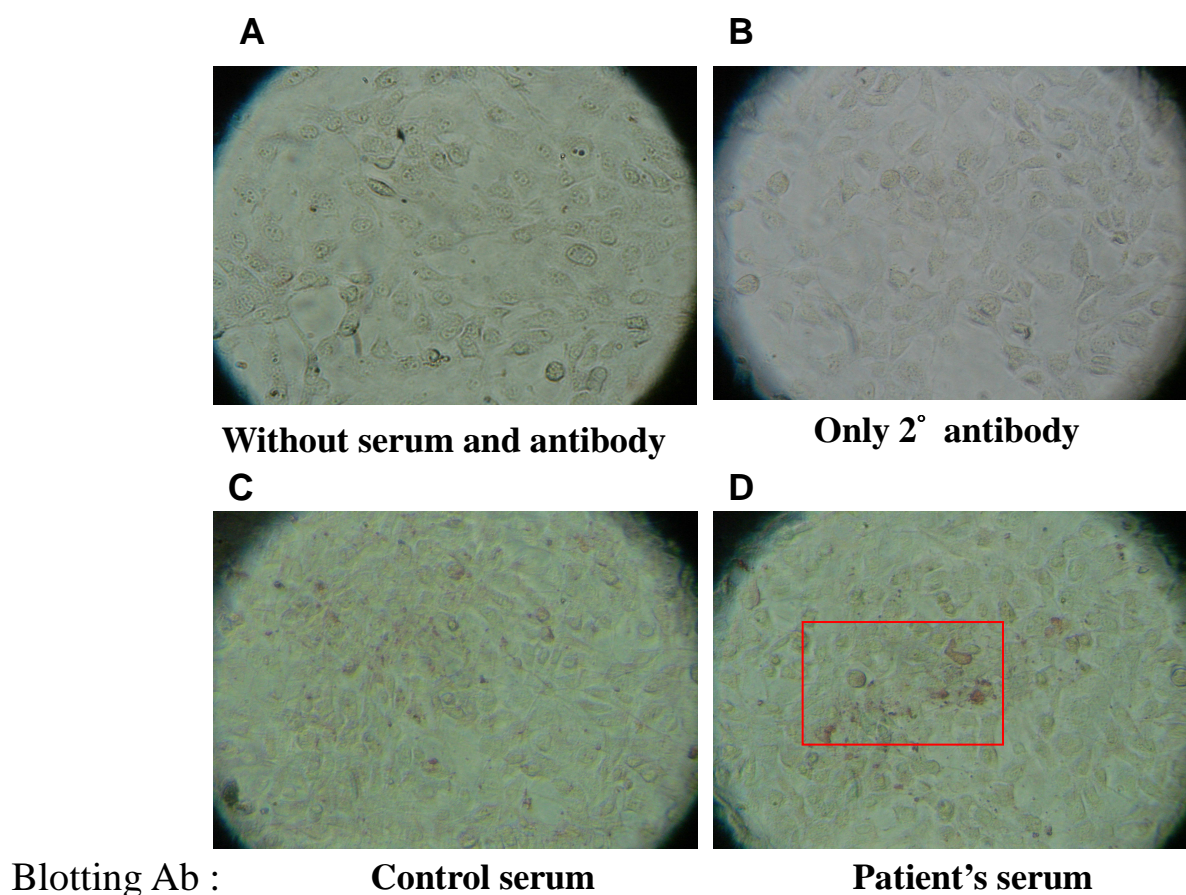 A
B
Without serum and antibody
Only 2° antibody
C
D
Blotting Ab : Control serum Patient's serum